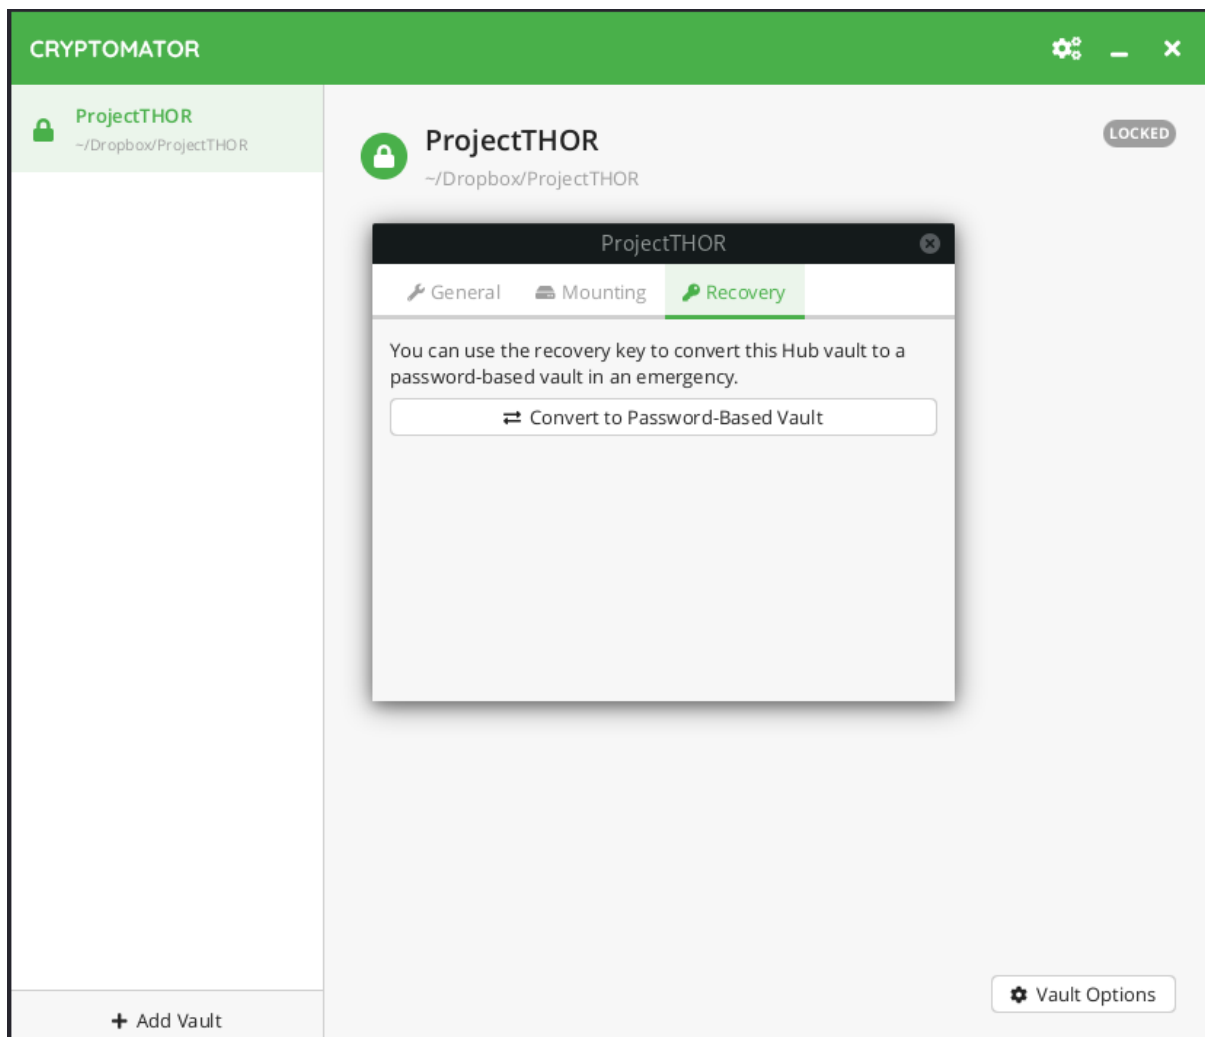 CRYPTOMATOR
ProjectTHOR
~/Dropbox/ProjectTHOR
ProjectTHOR
~/Dropbox/ProjectTHOR
LOCKED
ProjectTHOR
General
Mounting
Recovery
You can use the recovery key to convert this Hub vault to a
password-based vault in an emergency.
Convert to Password-Based Vault
Vault Options
+ Add Vault